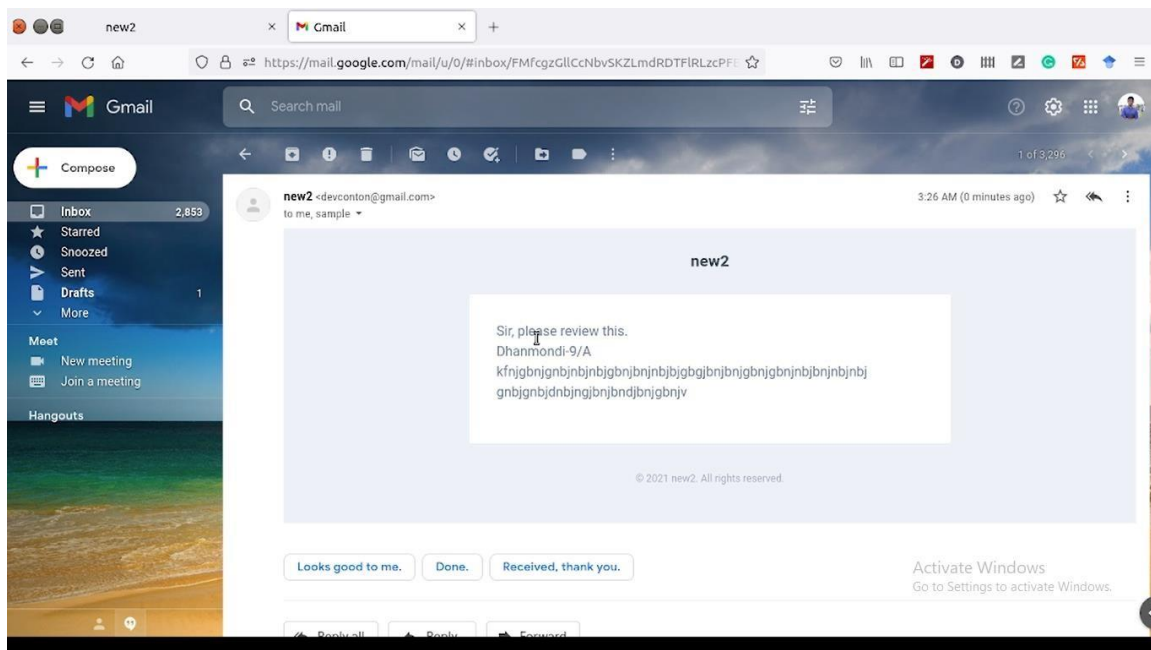 new2
Gmail
https://mail.google.com/mail/u/0/#inbox/
Gmail
Search mail
Compose
1 of 3,296
Inbox 2,853
Starred
Snoozed
Sent
Drafts 1
More
Meet
New meeting
Join a meeting
Hangouts
new2 <devconton@gmail.com>
3:26 AM (0 minutes ago)
to me, sample
new2
Sir, please review this.
Dhanmondi-9/A
© 2021 new2. All rights reserved.
Looks good to me.
Done.
Received, thank you.
Activate Windows
Go to Settings to activate Windows.
Reply all
Reply
Forward